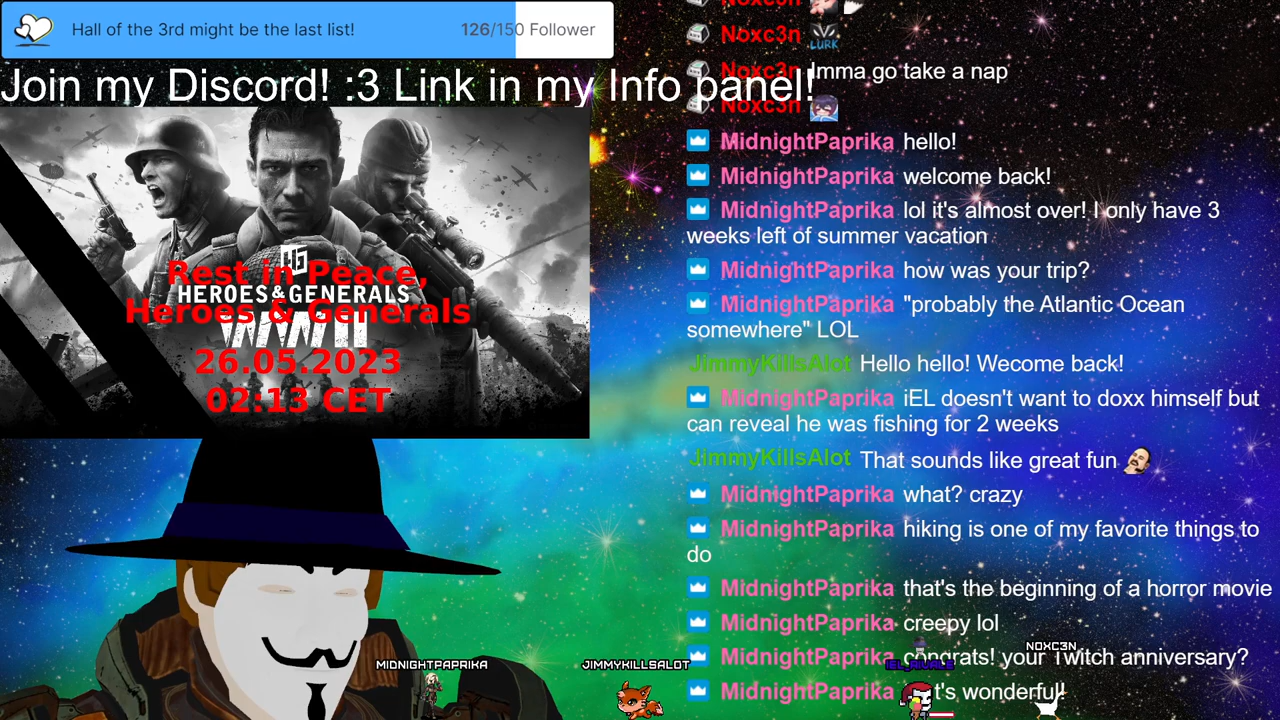 Hall of the 3rd might be the last list! 126/150 Follower
Join my Discord! :3 Link in my Info panel!
Rest in Peace,
HEROES&GENERALS
Heroes & Generals
WWII
26.05.2023
02:13 CET
Noxc3n
Noxc3n LURK
Noxc3n Imma go take a nap
Noxc3n
MidnightPaprika hello!
MidnightPaprika welcome back!
MidnightPaprika lol it's almost over! I only have 3
weeks left of summer vacation
MidnightPaprika how was your trip?
MidnightPaprika "probably the Atlantic Ocean
somewhere" LOL
JimmyKillsAlot Hello hello! Wecome back!
MidnightPaprika iEL doesn't want to doxx himself but
can reveal he was fishing for 2 weeks
JimmyKillsAlot That sounds like great fun
MidnightPaprika what? crazy
MidnightPaprika hiking is one of my favorite things to
do
MidnightPaprika that's the beginning of a horror movie
MidnightPaprika creepy lol
MidnightPaprika congrats! your Twitch anniversary?
MidnightPaprika t's wonderful!
MIDNIGHTPAPRIKA
JIMMYKILLSALOT
NOXC3N